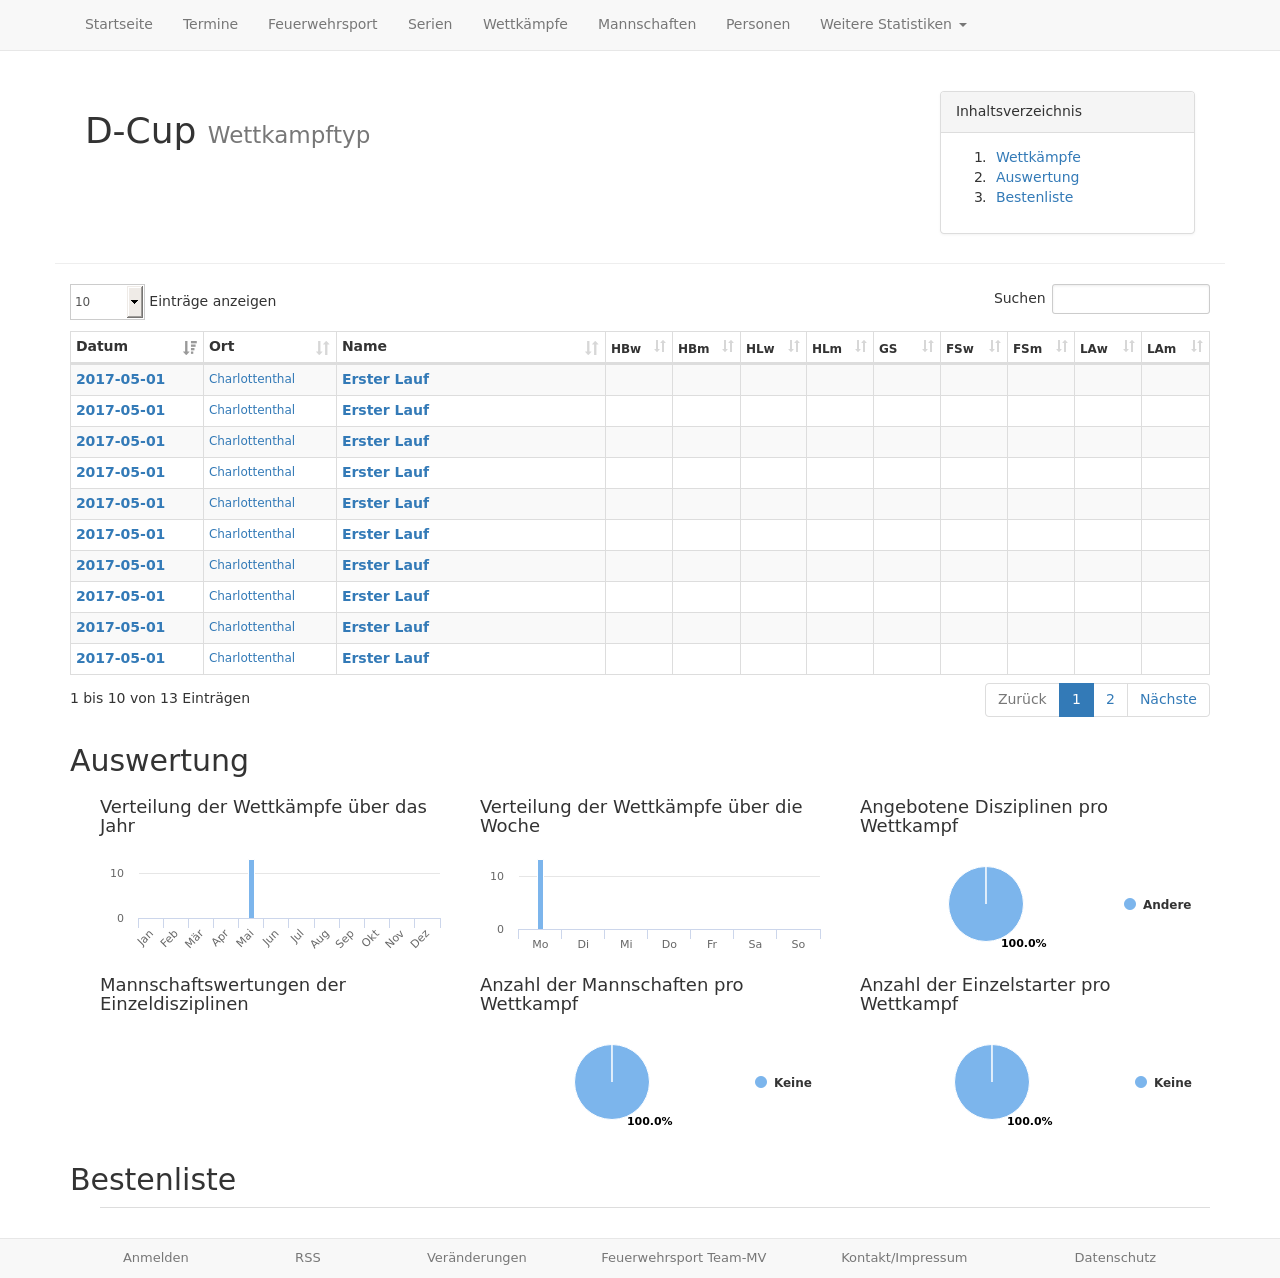 Startseite Termine Feuerwehrsport Serien Wettkämpfe Mannschaften Personen Weitere Statistiken
D-Cup Wettkampftyp
Inhaltsverzeichnis
1. Wettkämpfe
2. Auswertung
3. Bestenliste
10 Einträge anzeigen Suchen
Datum Ort Name HBw HBm HLw HLm GS FSw FSm LAw LAm
2017-05-01 Charlottenthal Erster Lauf
2017-05-01 Charlottenthal Erster Lauf
2017-05-01 Charlottenthal Erster Lauf
2017-05-01 Charlottenthal Erster Lauf
2017-05-01 Charlottenthal Erster Lauf
2017-05-01 Charlottenthal Erster Lauf
2017-05-01 Charlottenthal Erster Lauf
2017-05-01 Charlottenthal Erster Lauf
2017-05-01 Charlottenthal Erster Lauf
2017-05-01 Charlottenthal Erster Lauf
1 bis 10 von 13 Einträgen Zurück 1 2 Nächste
Auswertung
Verteilung der Wettkämpfe über das
Jahr
10
0
Jan Feb Mär Apr Mai Jun Jul Aug Sep Okt Nov Dez
Verteilung der Wettkämpfe über die
Woche
10
0
Mo Di Mi Do Fr Sa So
Angebotene Disziplinen pro
Wettkampf
Andere
100.0%
Mannschaftswertungen der
Einzeldisziplinen
Anzahl der Mannschaften pro
Wettkampf
Keine
100.0%
Anzahl der Einzelstarter pro
Wettkampf
Keine
100.0%
Bestenliste
Anmelden RSS Veränderungen Feuerwehrsport Team-MV Kontakt/Impressum Datenschutz